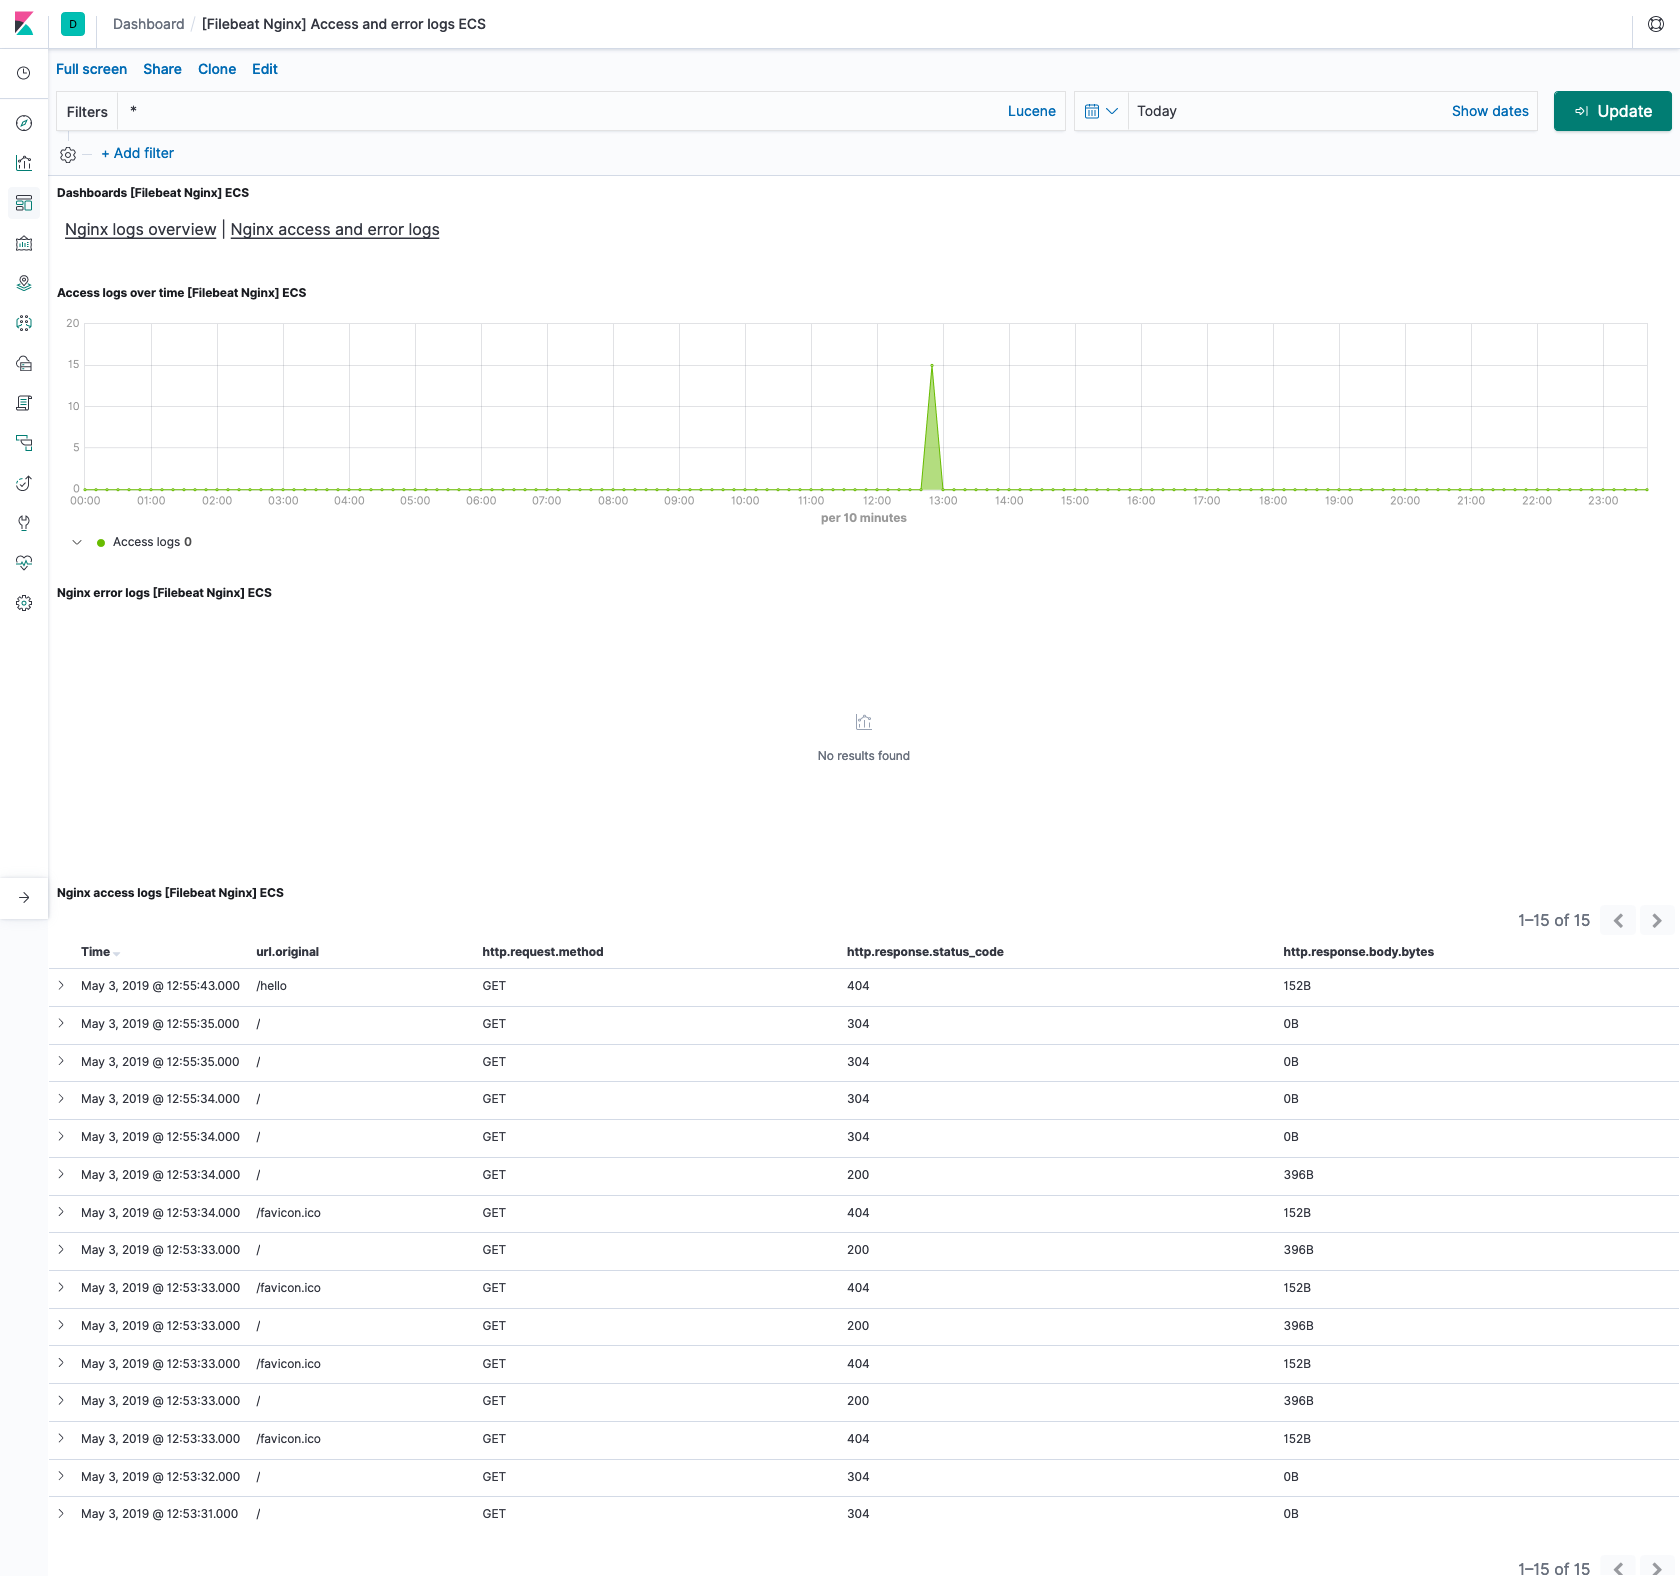 D Dashboard / [Filebeat Nginx] Access and error logs ECS
Full screen Share Clone Edit
Filters * Lucene Today Show dates Update
+ Add filter
Dashboards [Filebeat Nginx] ECS
Nginx logs overview | Nginx access and error logs
Access logs over time [Filebeat Nginx] ECS
20
15
10
5
0
00:00 01:00 02:00 03:00 04:00 05:00 06:00 07:00 08:00 09:00 10:00 11:00 12:00 13:00 14:00 15:00 16:00 17:00 18:00 19:00 20:00 21:00 22:00 23:00
per 10 minutes
Access logs 0
Nginx error logs [Filebeat Nginx] ECS
No results found
Nginx access logs [Filebeat Nginx] ECS
1–15 of 15
Time url.original http.request.method http.response.status_code http.response.body.bytes
May 3, 2019 @ 12:55:43.000 /hello GET 404 152B
May 3, 2019 @ 12:55:35.000 / GET 304 0B
May 3, 2019 @ 12:55:35.000 / GET 304 0B
May 3, 2019 @ 12:55:34.000 / GET 304 0B
May 3, 2019 @ 12:55:34.000 / GET 304 0B
May 3, 2019 @ 12:53:34.000 / GET 200 396B
May 3, 2019 @ 12:53:34.000 /favicon.ico GET 404 152B
May 3, 2019 @ 12:53:33.000 / GET 200 396B
May 3, 2019 @ 12:53:33.000 /favicon.ico GET 404 152B
May 3, 2019 @ 12:53:33.000 / GET 200 396B
May 3, 2019 @ 12:53:33.000 /favicon.ico GET 404 152B
May 3, 2019 @ 12:53:33.000 / GET 200 396B
May 3, 2019 @ 12:53:33.000 /favicon.ico GET 404 152B
May 3, 2019 @ 12:53:32.000 / GET 304 0B
May 3, 2019 @ 12:53:31.000 / GET 304 0B
1–15 of 15